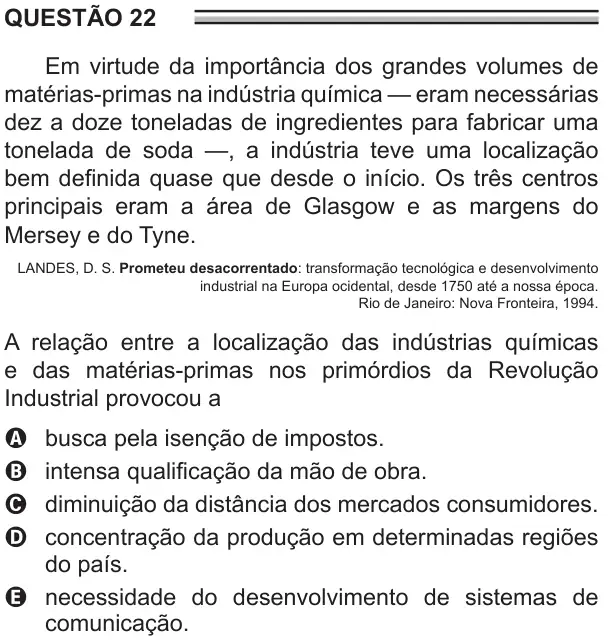 QUESTÃO 22
Em virtude da importância dos grandes volumes de
matérias-primas na indústria química — eram necessárias
dez a doze toneladas de ingredientes para fabricar uma
tonelada de soda —, a indústria teve uma localização
bem definida quase que desde o início. Os três centros
principais eram a área de Glasgow e as margens do
Mersey e do Tyne.
LANDES, D. S. Prometeu desacorrentado: transformação tecnológica e desenvolvimento
industrial na Europa ocidental, desde 1750 até a nossa época.
Rio de Janeiro: Nova Fronteira, 1994.
A relação entre a localização das indústrias químicas
e das matérias-primas nos primórdios da Revolução
Industrial provocou a
A busca pela isenção de impostos.
B intensa qualificação da mão de obra.
C diminuição da distância dos mercados consumidores.
D concentração da produção em determinadas regiões
do país.
E necessidade do desenvolvimento de sistemas de
comunicação.